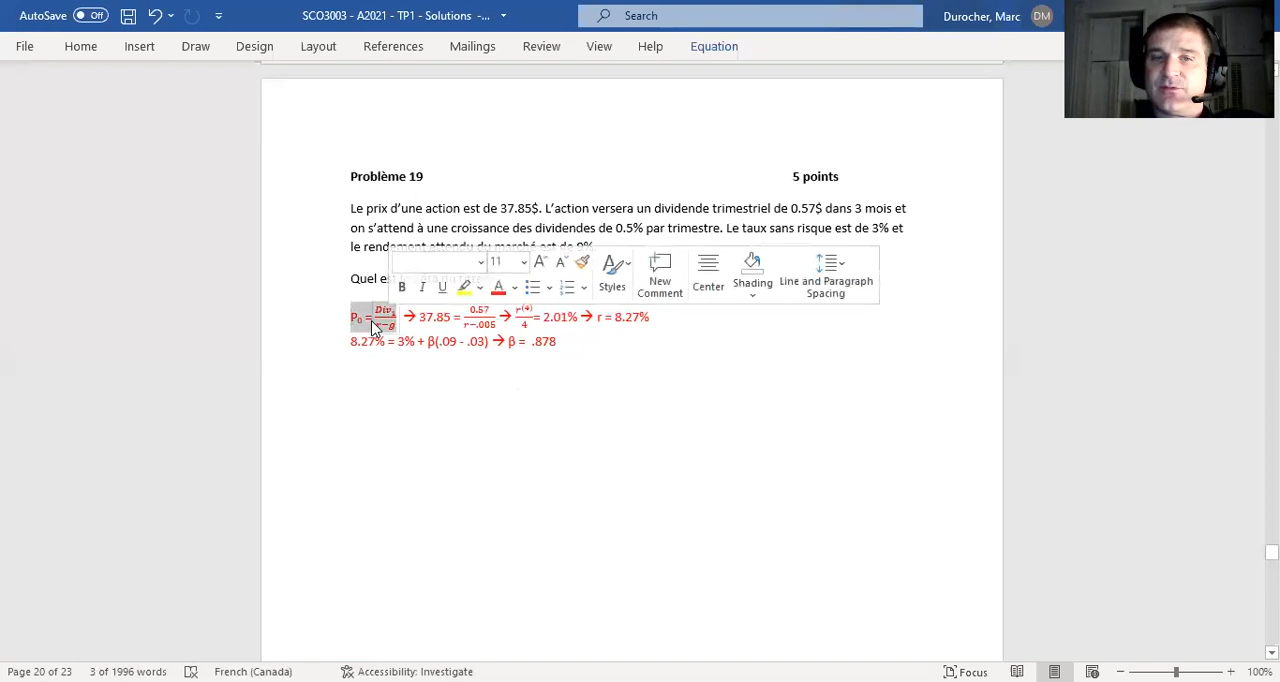 AutoSave Off SCO3003 - A2021 - TP1 - Solutions -... Search Durocher, Marc DM
File Home Insert Draw Design Layout References Mailings Review View Help Equation
Problème 19 5 points
Le prix d'une action est de 37.85$. L'action versera un dividende trimestriel de 0.57$ dans 3 mois et
on s'attend à une croissance des dividendes de 0.5% par trimestre. Le taux sans risque est de 3% et
le rendement attendu du marché est de 9%.
11 A A
B I U A Styles New Comment Center Shading Line and Paragraph Spacing
Quel est
P₀ = Div₁/r−g → 37.85 = 0.57/r−.005 → r⁽⁴⁾/4 = 2.01% → r = 8.27%
8.27% = 3% + β(.09 - .03) → β = .878
Page 20 of 23 3 of 1996 words French (Canada) Accessibility: Investigate Focus 100%